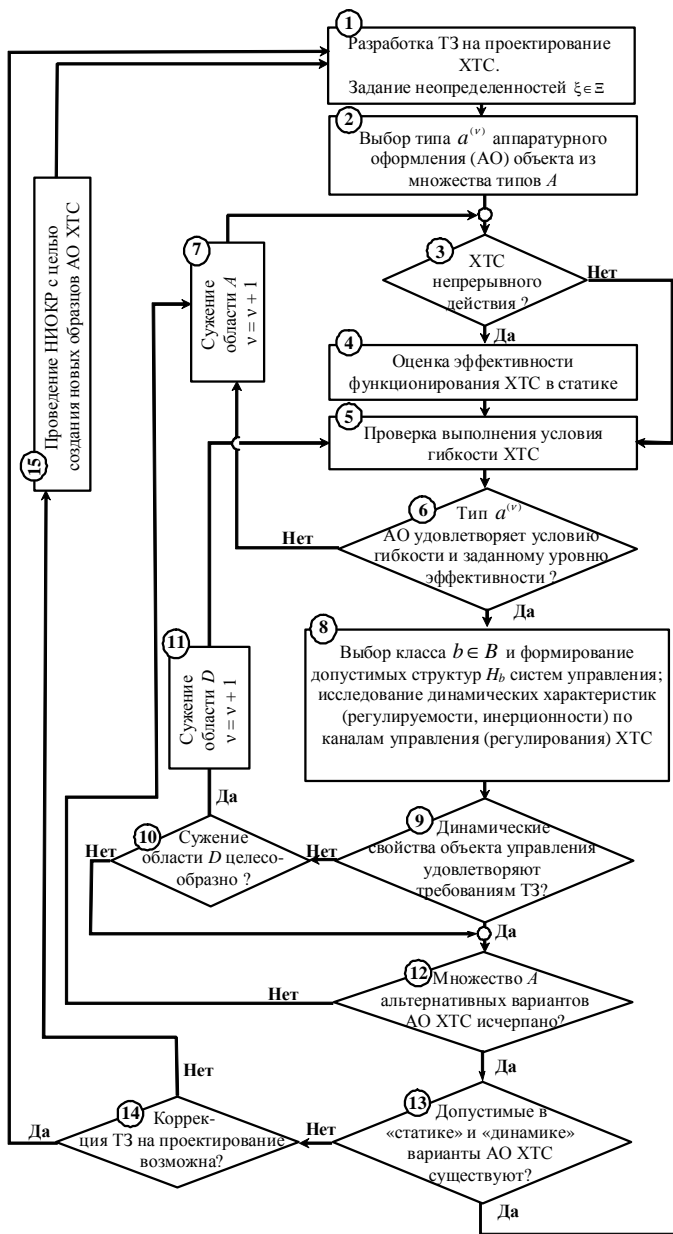 1
Разработка ТЗ на проектирование
ХТС.
Задание неопределенностей ξ∈Ξ
2
Выбор типа a^(ν) аппаратурного
оформления (АО) объекта из
множества типов A
7
Сужение
области A
ν = ν + 1
3
ХТС
непрерывного
действия ?
Нет
Да
4
Оценка эффективности
функционирования ХТС в статике
5
Проверка выполнения условия
гибкости ХТС
15
Проведение НИОКР с целью
создания новых образцов АО ХТС
6
Тип a^(ν)
АО удовлетворяет условию
гибкости и заданному уровню
эффективности ?
Нет
Да
8
Выбор класса b ∈ B и формирование
допустимых структур H_b систем управления;
исследование динамических характеристик
(регулируемости, инерционности) по
каналам управления (регулирования) ХТС
11
Сужение
области D
ν = ν + 1
Да
9
Динамические
свойства объекта управления
удовлетворяют
требованиям ТЗ?
Нет
Да
10
Сужение
области D целесо-
образно ?
Нет
12
Множество A
альтернативных вариантов
АО ХТС исчерпано?
Нет
Да
13
Допустимые в
«статике» и «динамике»
варианты АО ХТС
существуют?
Нет
Да
14
Коррек-
ция ТЗ на проектирование
возможна?
Нет
Да